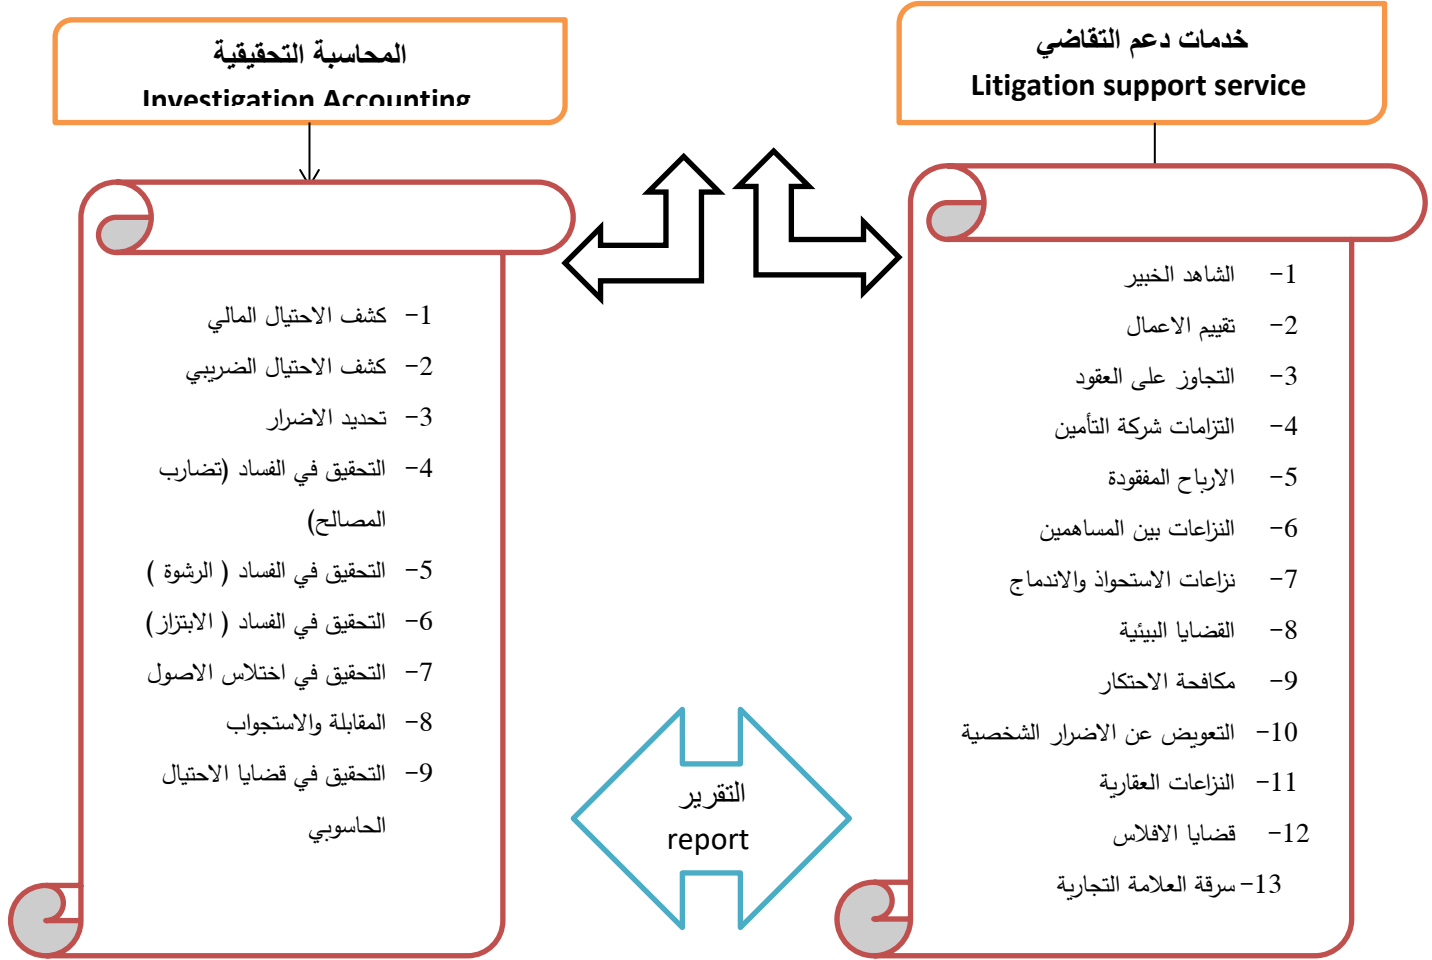 خدمات دعم التقاضي
Litigation support service
1- الشاهد الخبير
2- تقييم الاعمال
3- التجاوز على العقود
4- التزامات شركة التأمين
5- الارباح المفقودة
6- النزاعات بين المساهمين
7- نزاعات الاستحواذ والاندماج
8- القضايا البيئية
9- مكافحة الاحتكار
10- التعويض عن الاضرار الشخصية
11- النزاعات العقارية
12- قضايا الافلاس
13- سرقة العلامة التجارية
المحاسبة التحقيقية
Investigation Accounting
1- كشف الاحتيال المالي
2- كشف الاحتيال الضريبي
3- تحديد الاضرار
4- التحقيق في الفساد (تضارب
المصالح)
5- التحقيق في الفساد ( الرشوة )
6- التحقيق في الفساد ( الابتزاز)
7- التحقيق في اختلاس الاصول
8- المقابلة والاستجواب
9- التحقيق في قضايا الاحتيال
الحاسوبي
التقرير
report